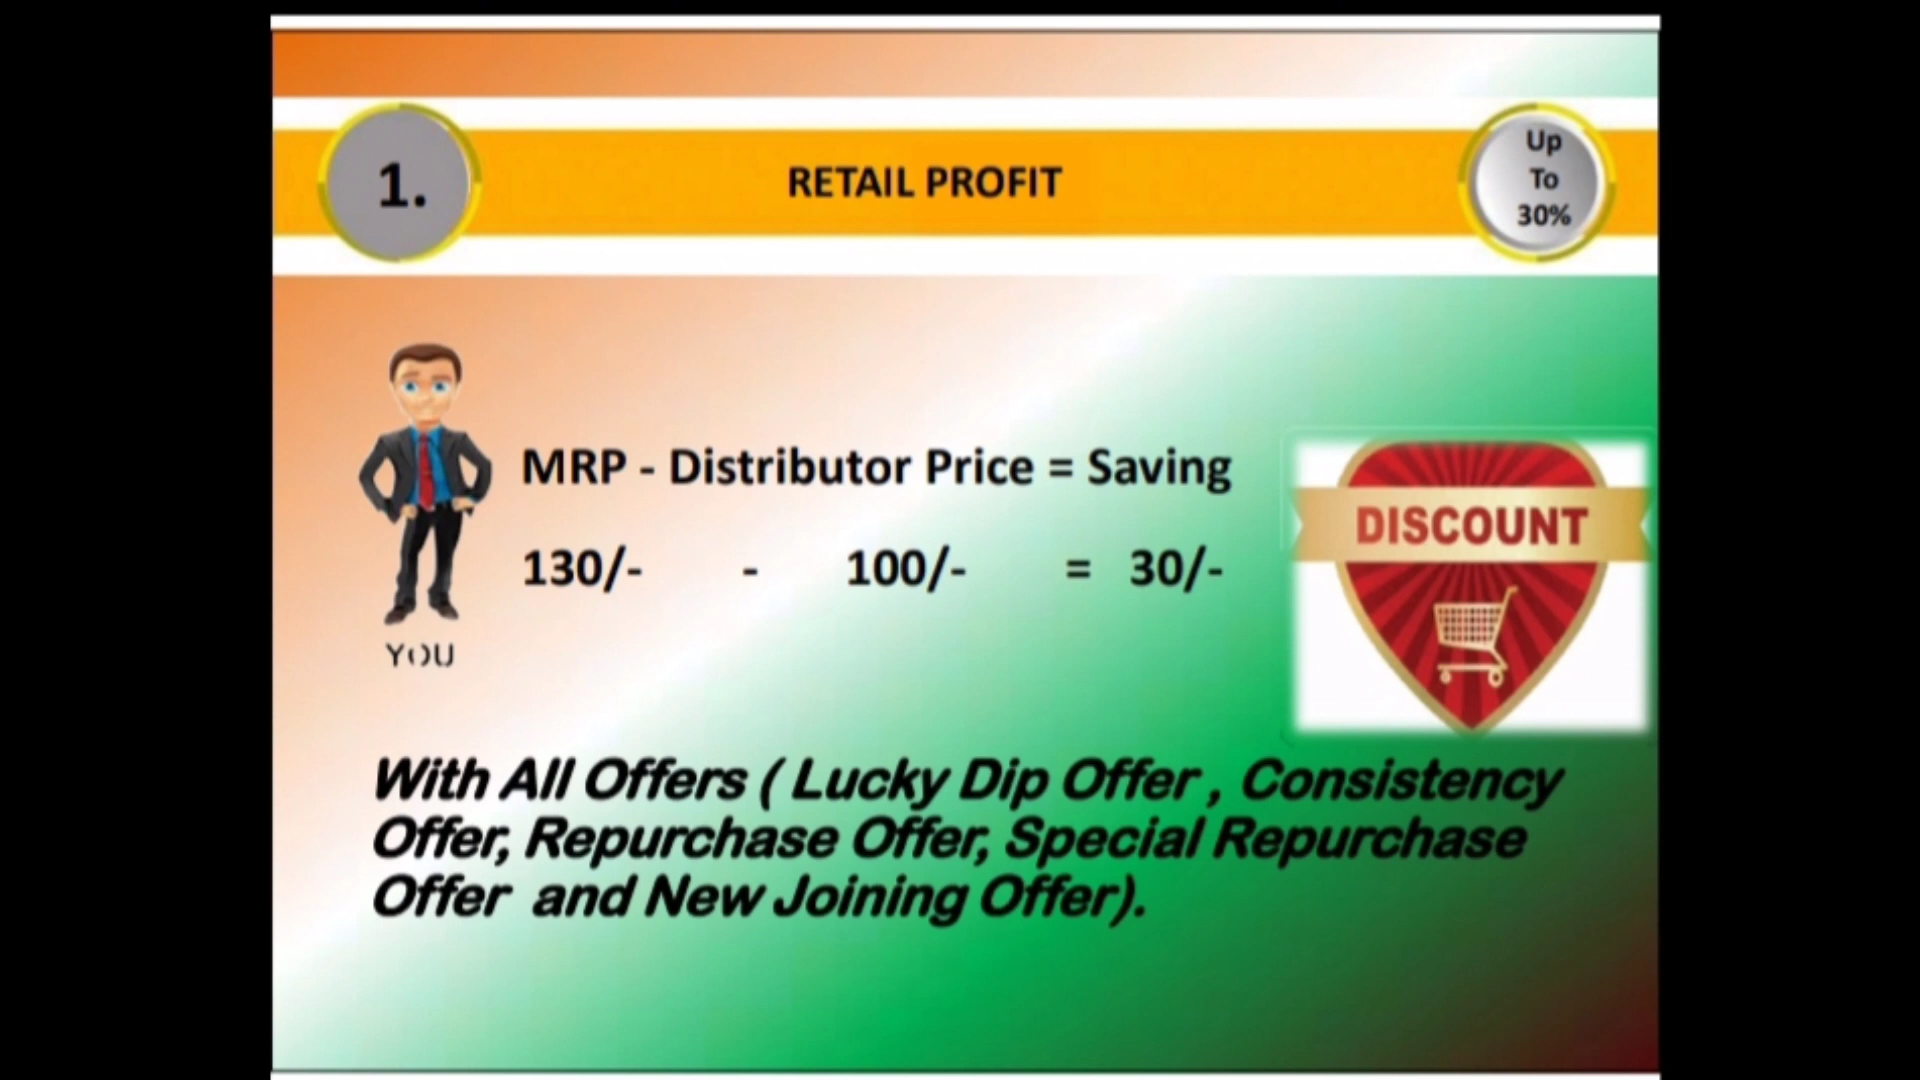 1.
RETAIL PROFIT
Up
To
30%
MRP - Distributor Price = Saving
130/- - 100/- = 30/-
DISCOUNT
YOU
With All Offers ( Lucky Dip Offer , Consistency
Offer, Repurchase Offer, Special Repurchase
Offer and New Joining Offer).